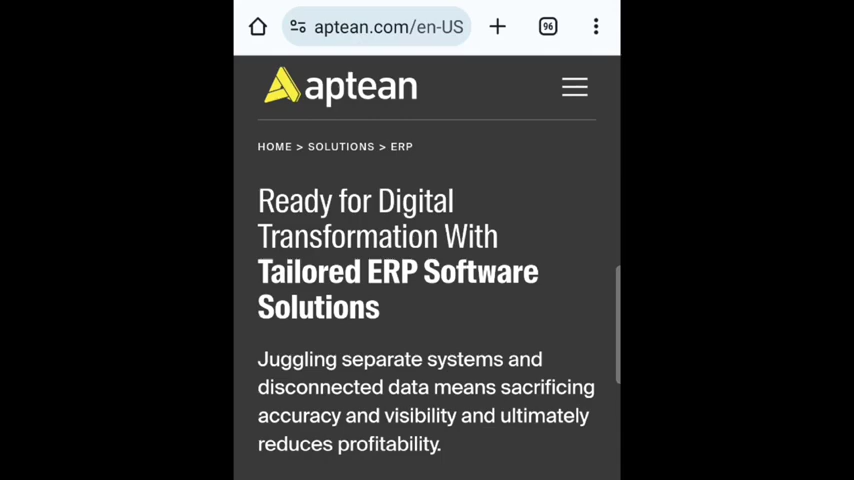 aptean.com/en-US
96
aptean
HOME > SOLUTIONS > ERP
Ready for Digital
Transformation With
Tailored ERP Software
Solutions
Juggling separate systems and
disconnected data means sacrificing
accuracy and visibility and ultimately
reduces profitability.